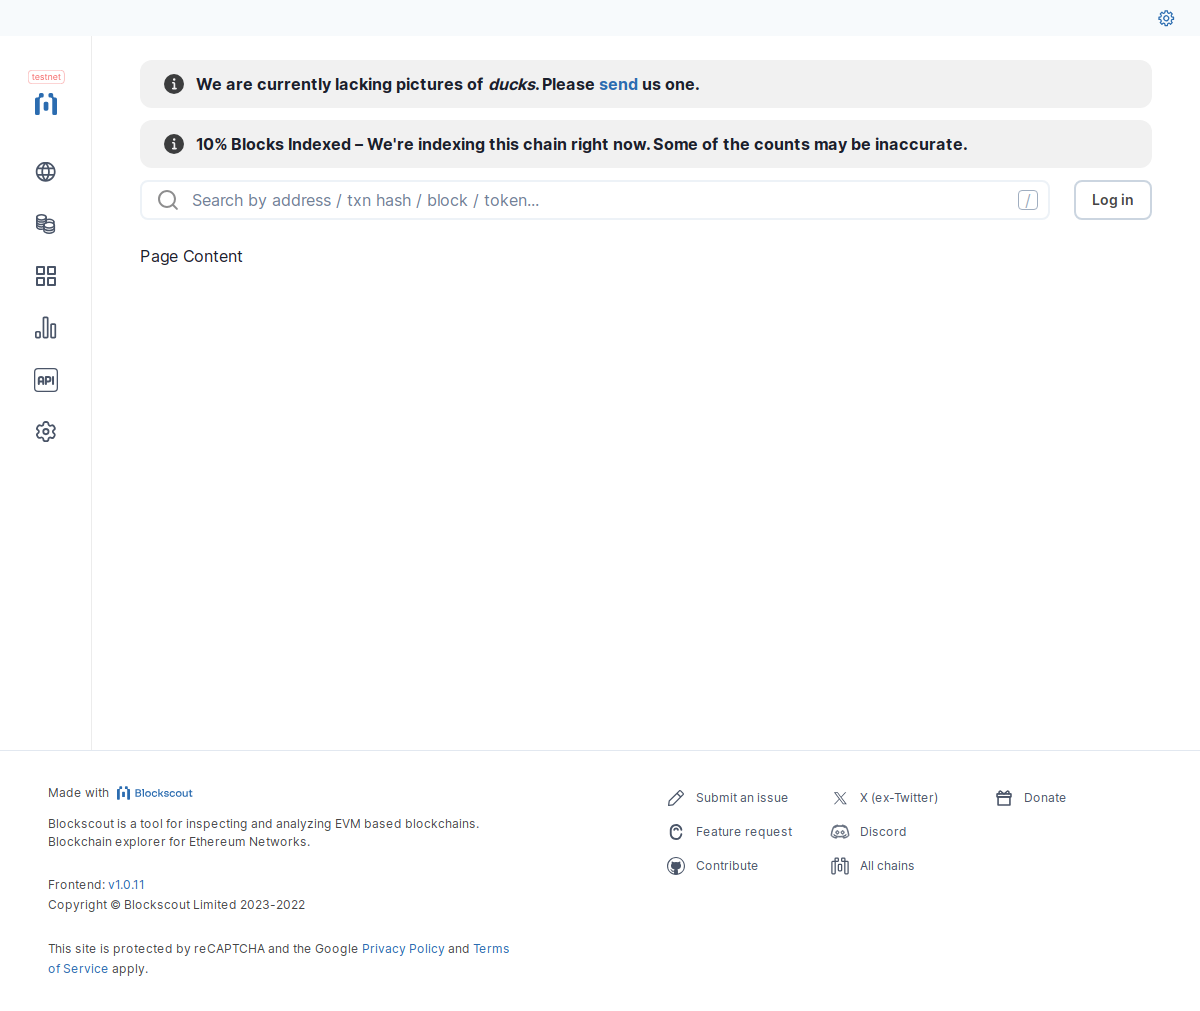 testnet
We are currently lacking pictures of ducks. Please send us one.
10% Blocks Indexed – We're indexing this chain right now. Some of the counts may be inaccurate.
Search by address / txn hash / block / token... /
Log in
API
Page Content
Made with Blockscout
Blockscout is a tool for inspecting and analyzing EVM based blockchains.
Blockchain explorer for Ethereum Networks.
Frontend: v1.0.11
Copyright © Blockscout Limited 2023-2022
This site is protected by reCAPTCHA and the Google Privacy Policy and Terms
of Service apply.
Submit an issue
Feature request
Contribute
X (ex-Twitter)
Discord
All chains
Donate